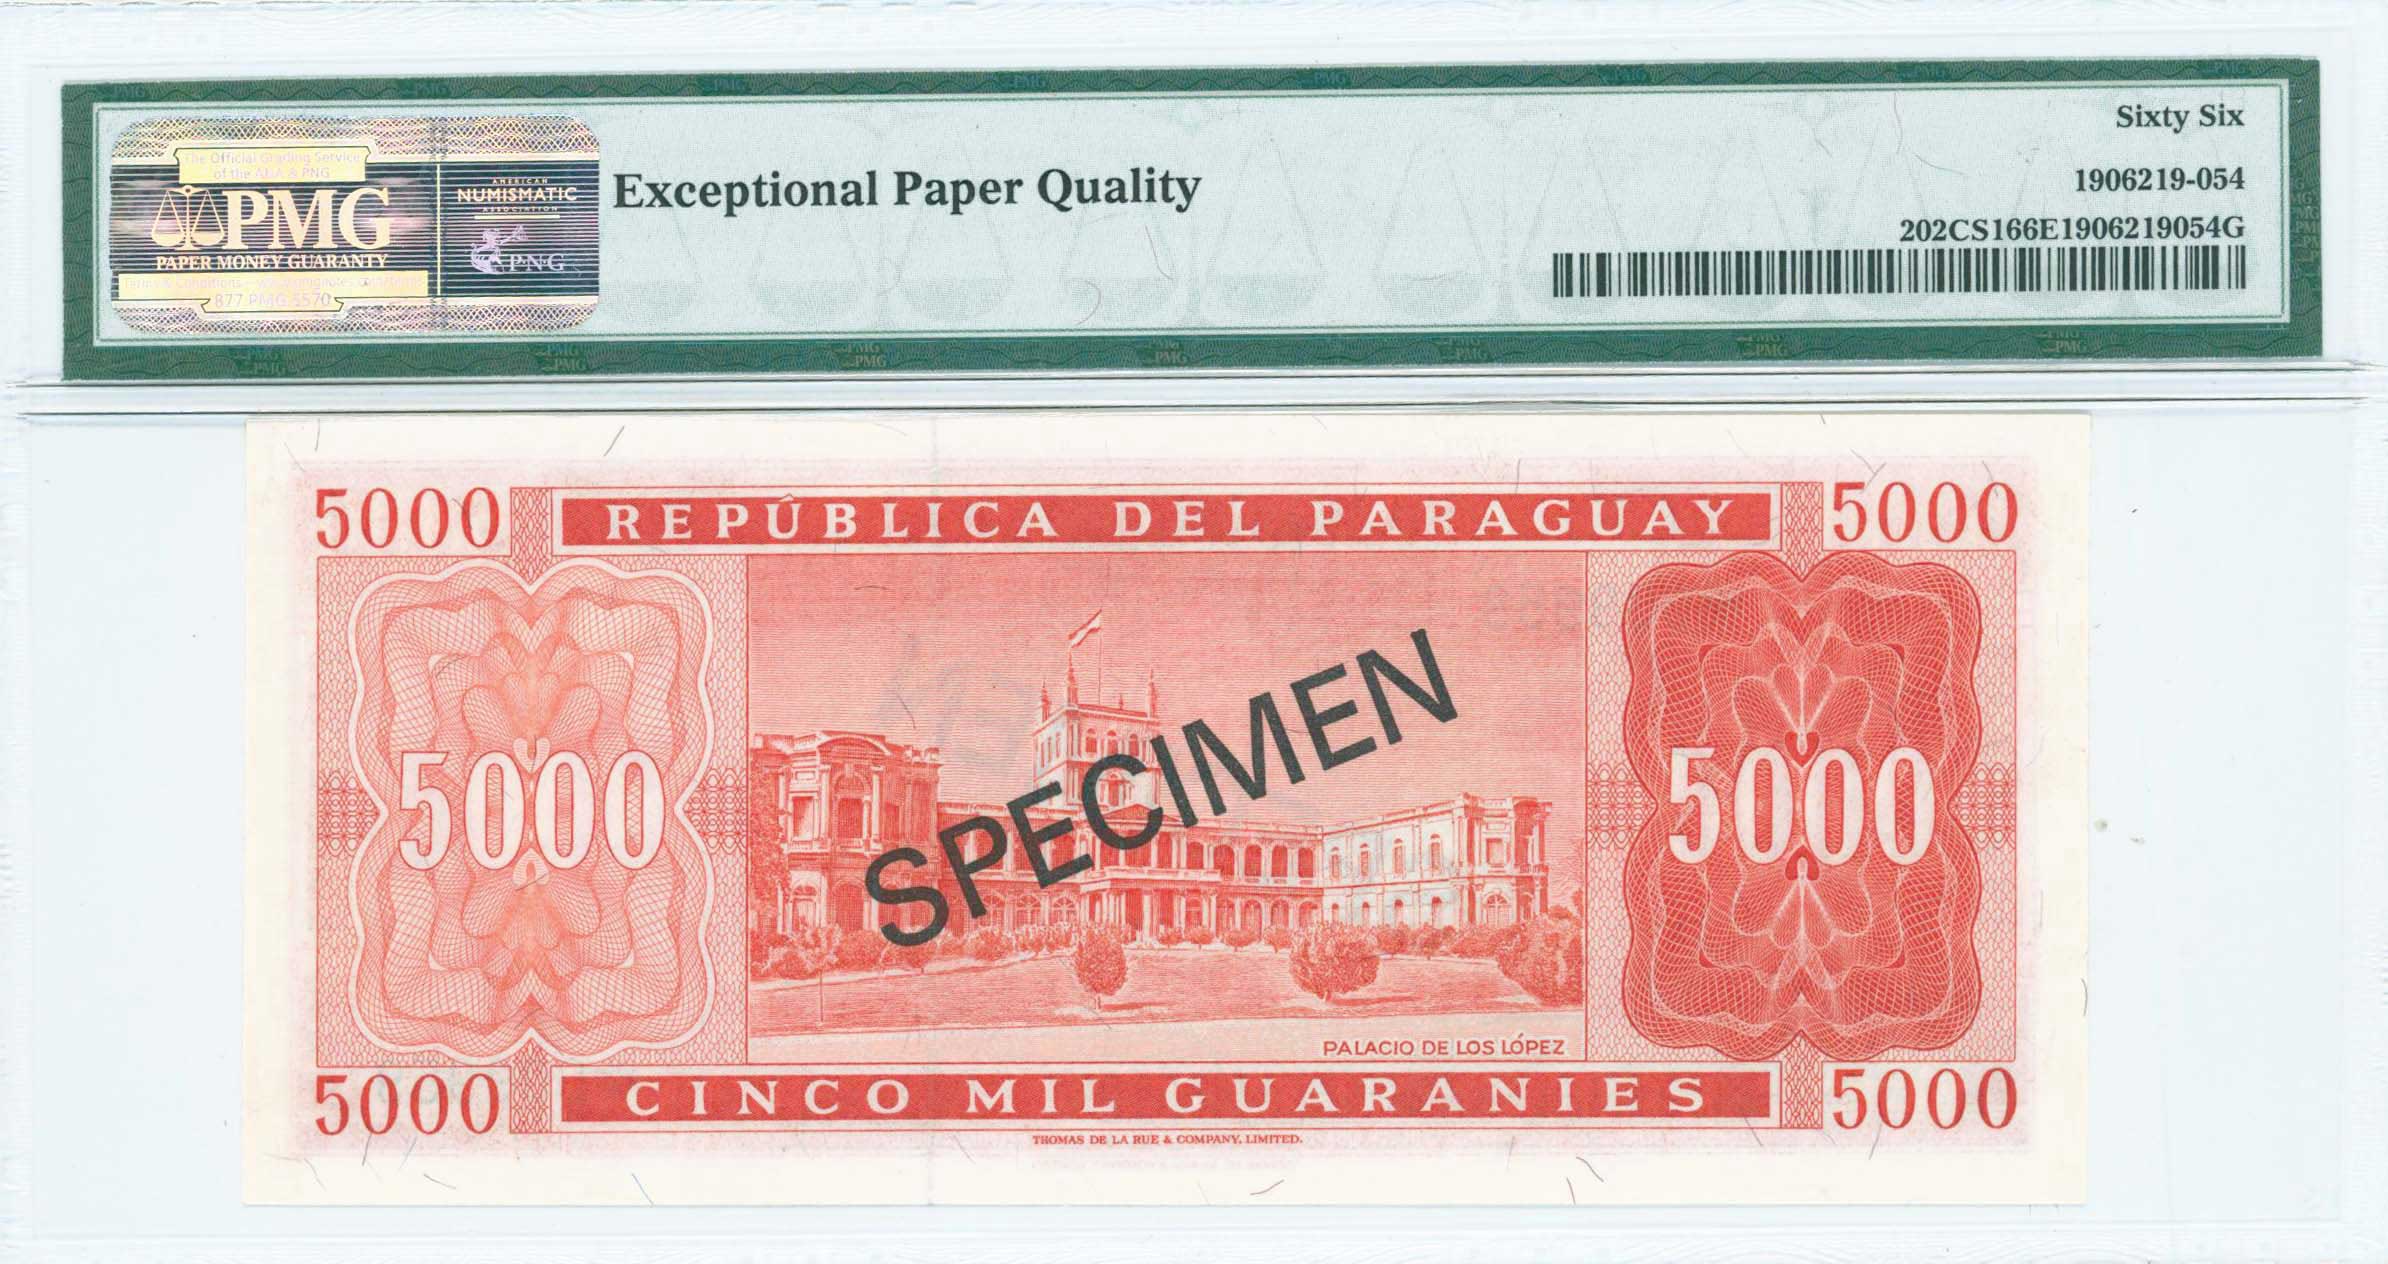 Sixty Six
The Official Grading Service
of the ANA & PNG
PMG
PAPER MONEY GUARANTY
877 PMG 5570
AMERICAN
NUMISMATIC
ASSOCIATION
PNG
Exceptional Paper Quality
1906219-054
202CS166E1906219054G
5000 REPÚBLICA DEL PARAGUAY 5000
5000
SPECIMEN
5000
PALACIO DE LOS LÓPEZ
5000 CINCO MIL GUARANIES 5000
THOMAS DE LA RUE & COMPANY, LIMITED.